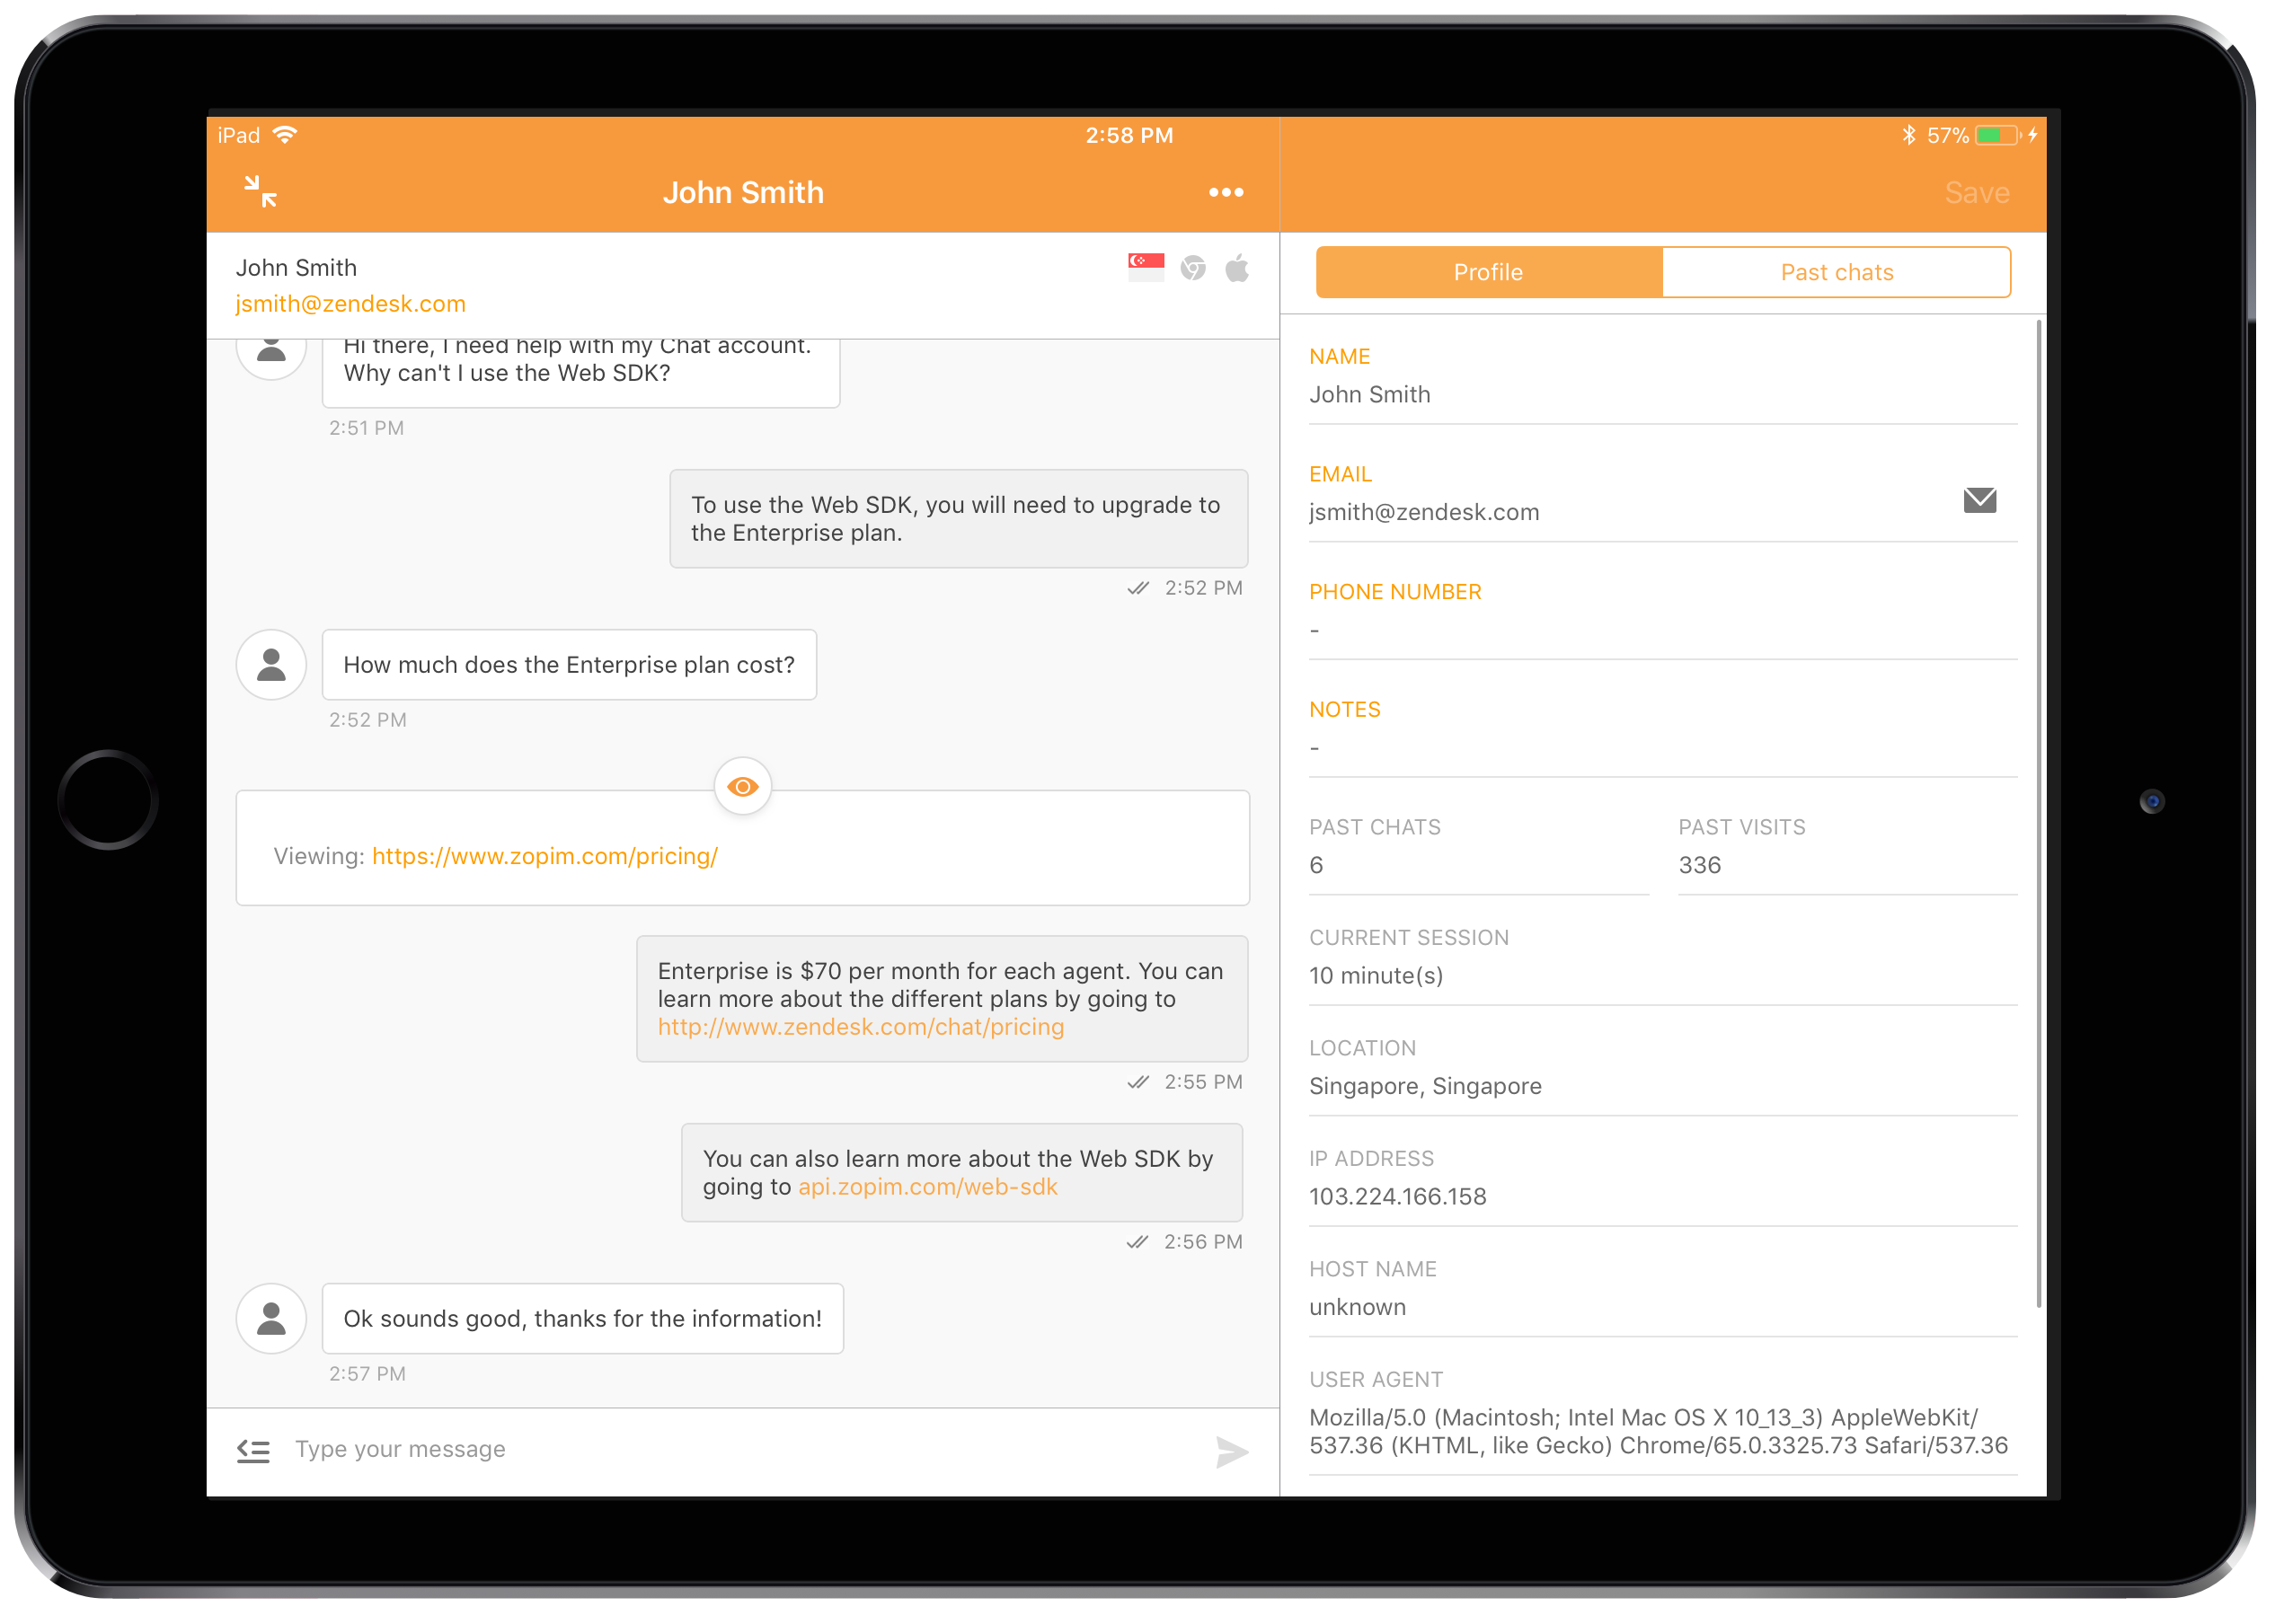 iPad
2:58 PM
57%
John Smith
Save
John Smith
jsmith@zendesk.com
Hi there, I need help with my Chat account.
Why can't I use the Web SDK?
2:51 PM
To use the Web SDK, you will need to upgrade to
the Enterprise plan.
2:52 PM
How much does the Enterprise plan cost?
2:52 PM
Viewing: https://www.zopim.com/pricing/
Enterprise is $70 per month for each agent. You can
learn more about the different plans by going to
http://www.zendesk.com/chat/pricing
2:55 PM
You can also learn more about the Web SDK by
going to api.zopim.com/web-sdk
2:56 PM
Ok sounds good, thanks for the information!
2:57 PM
Type your message
Profile
Past chats
NAME
John Smith
EMAIL
jsmith@zendesk.com
PHONE NUMBER
-
NOTES
-
PAST CHATS
6
PAST VISITS
336
CURRENT SESSION
10 minute(s)
LOCATION
Singapore, Singapore
IP ADDRESS
103.224.166.158
HOST NAME
unknown
USER AGENT
Mozilla/5.0 (Macintosh; Intel Mac OS X 10_13_3) AppleWebKit/
537.36 (KHTML, like Gecko) Chrome/65.0.3325.73 Safari/537.36